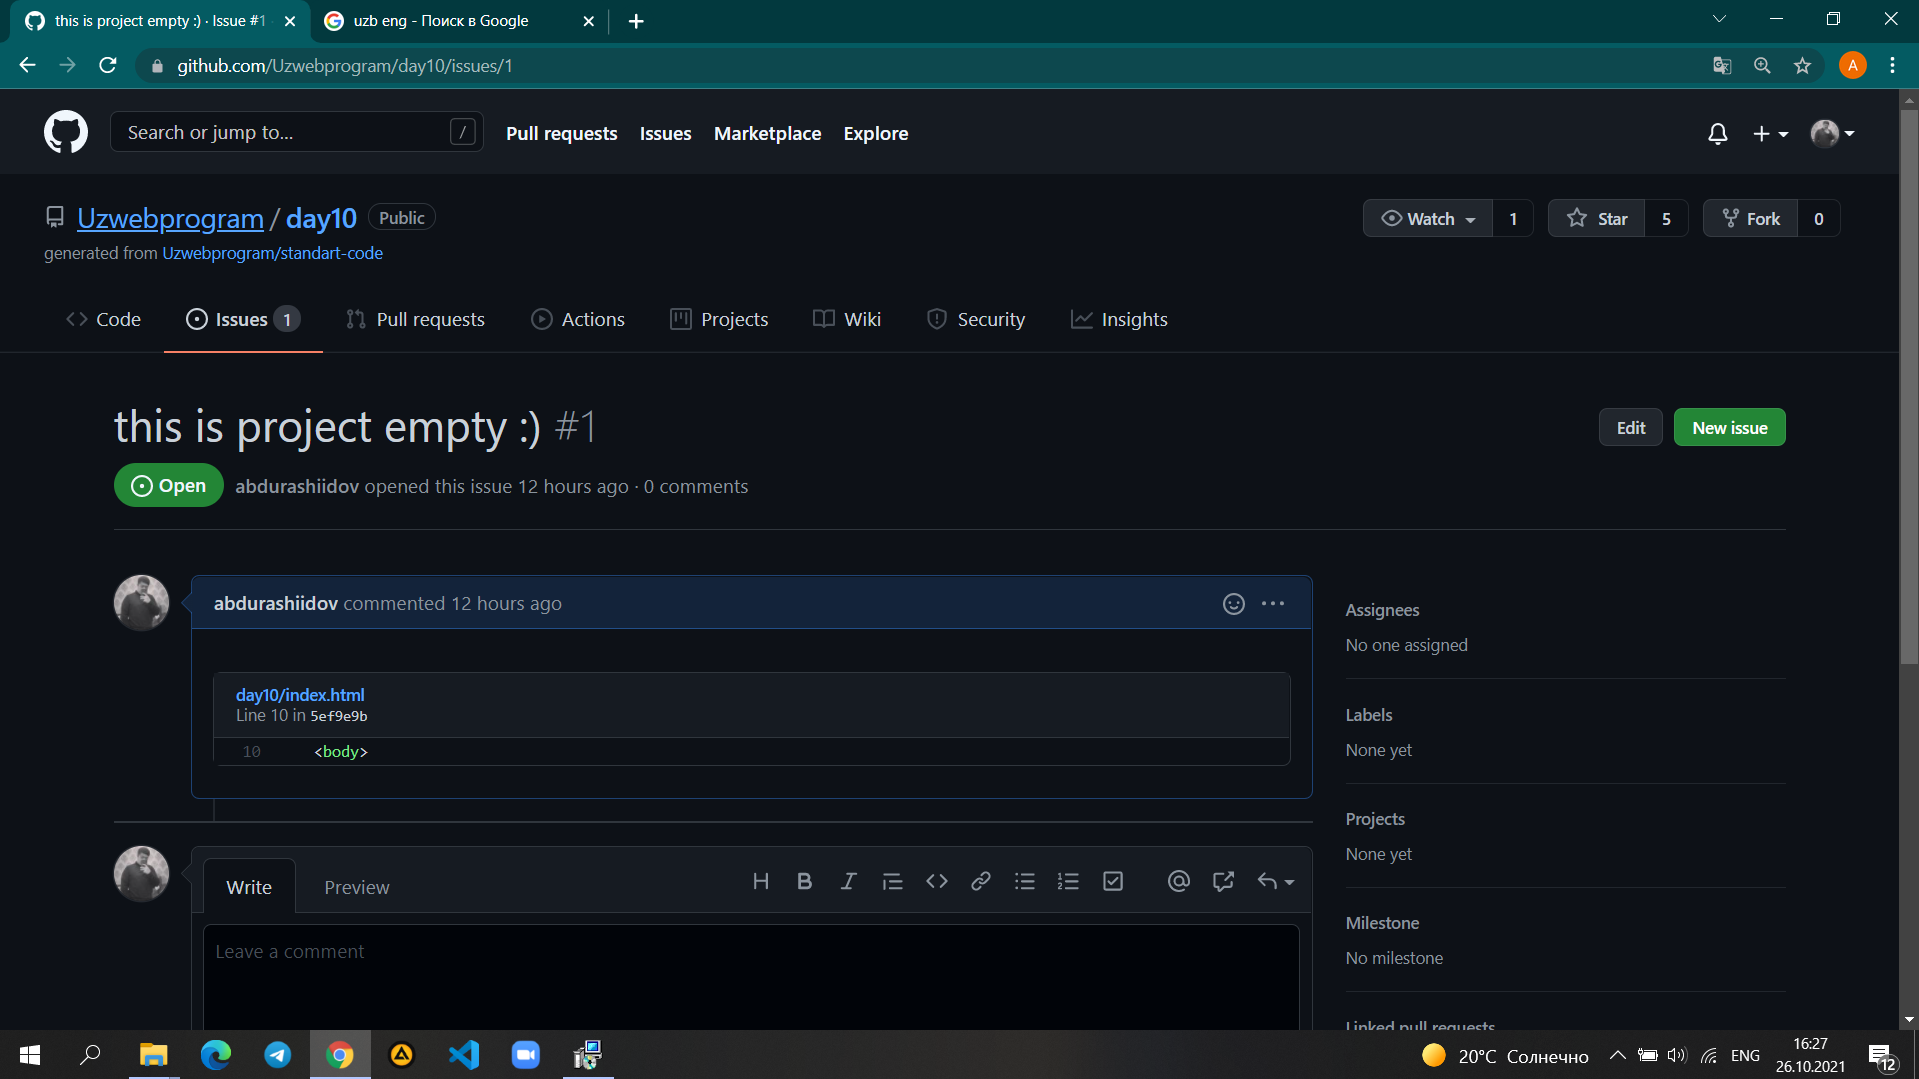 this is project empty :) · Issue #1
uzb eng - Поиск в Google
github.com/Uzwebprogram/day10/issues/1
A
Search or jump to...
/
Pull requests
Issues
Marketplace
Explore
Uzwebprogram / day10
Public
Watch
1
Star
5
Fork
0
generated from Uzwebprogram/standart-code
Code
Issues 1
Pull requests
Actions
Projects
Wiki
Security
Insights
this is project empty :) #1
Edit
New issue
Open
abdurashiidov opened this issue 12 hours ago · 0 comments
abdurashiidov commented 12 hours ago
day10/index.html
Line 10 in 5ef9e9b
10 <body>
Assignees
No one assigned
Labels
None yet
Projects
None yet
Milestone
No milestone
Linked pull requests
Write
Preview
Leave a comment
20°C Солнечно
ENG
16:27
26.10.2021
12